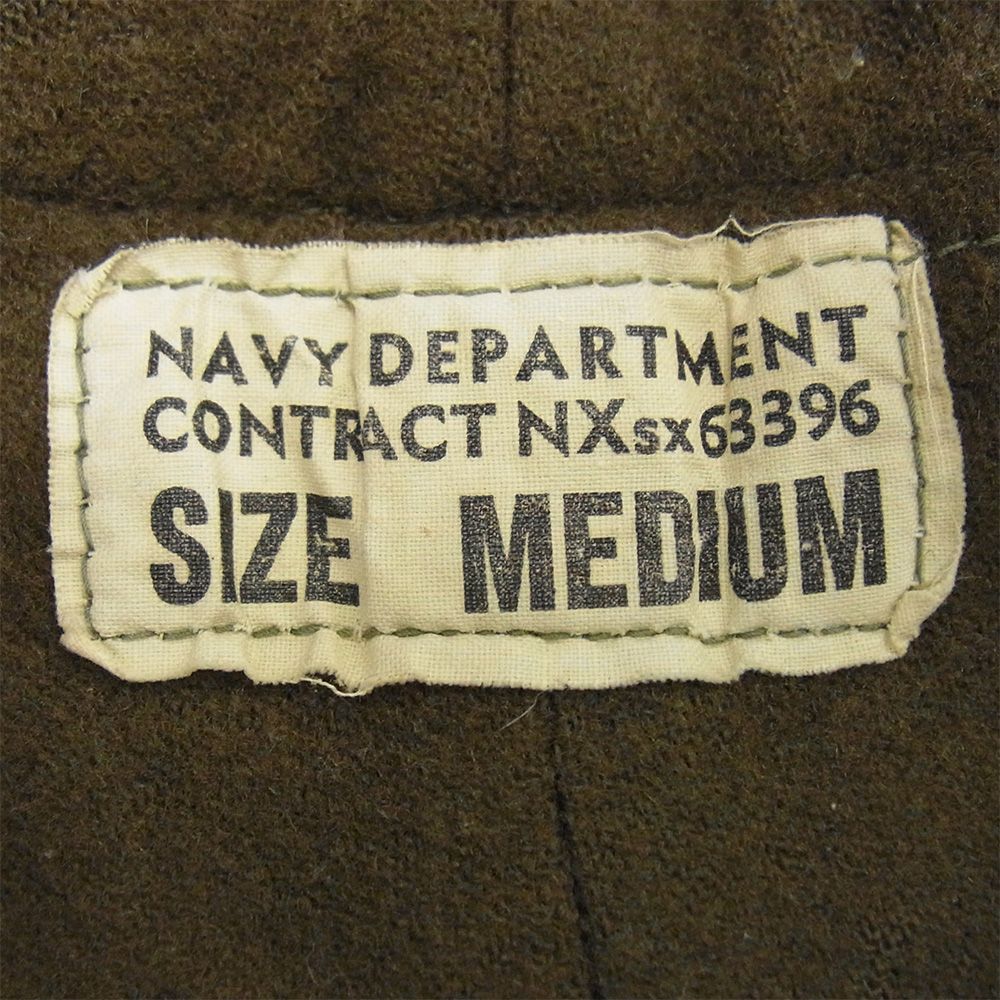 NAVY DEPARTMENT
CONTRACT NXsx63396
SIZE MEDIUM